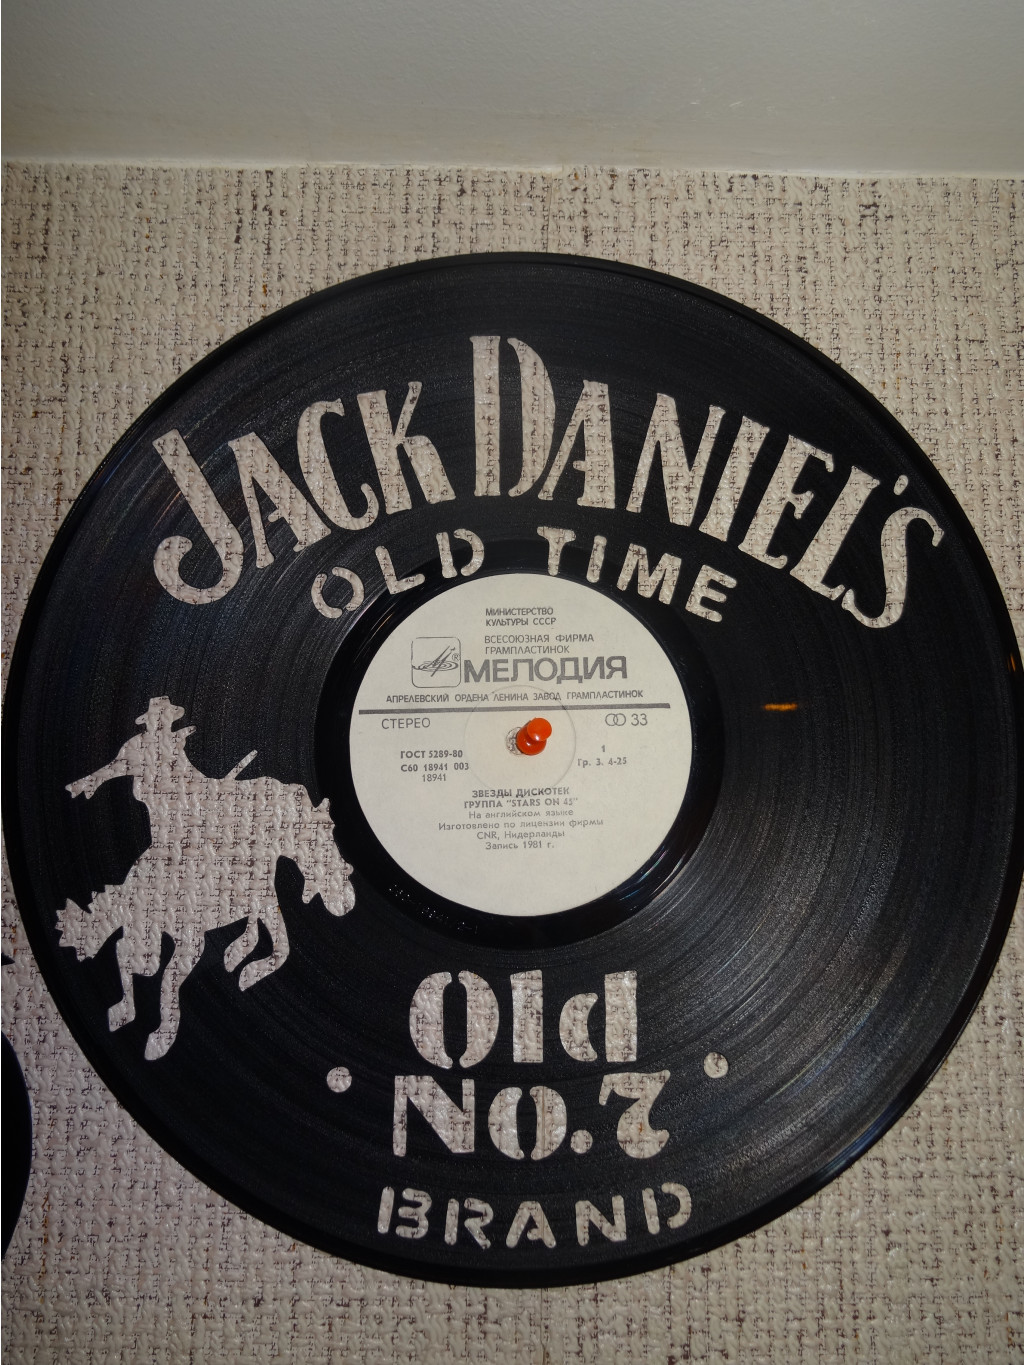 JACK DANIEL'S
OLD TIME
МИНИСТЕРСТВО
КУЛЬТУРЫ СССР
ВСЕСОЮЗНАЯ ФИРМА
ГРАМПЛАСТИНОК
МЕЛОДИЯ
АПРЕЛЕВСКИЙ ОРДЕНА ЛЕНИНА ЗАВОД ГРАМПЛАСТИНОК
СТЕРЕО 33
ГОСТ 5289-80 1
С60 18941 003 Гр. 3. 4-25
18941
ЗВЕЗДЫ ДИСКОТЕК
ГРУППА "STARS ON 45"
На английском языке
Изготовлено по лицензии фирмы
CNR, Нидерланды
Запись 1981 г.
Old
No.7
BRAND